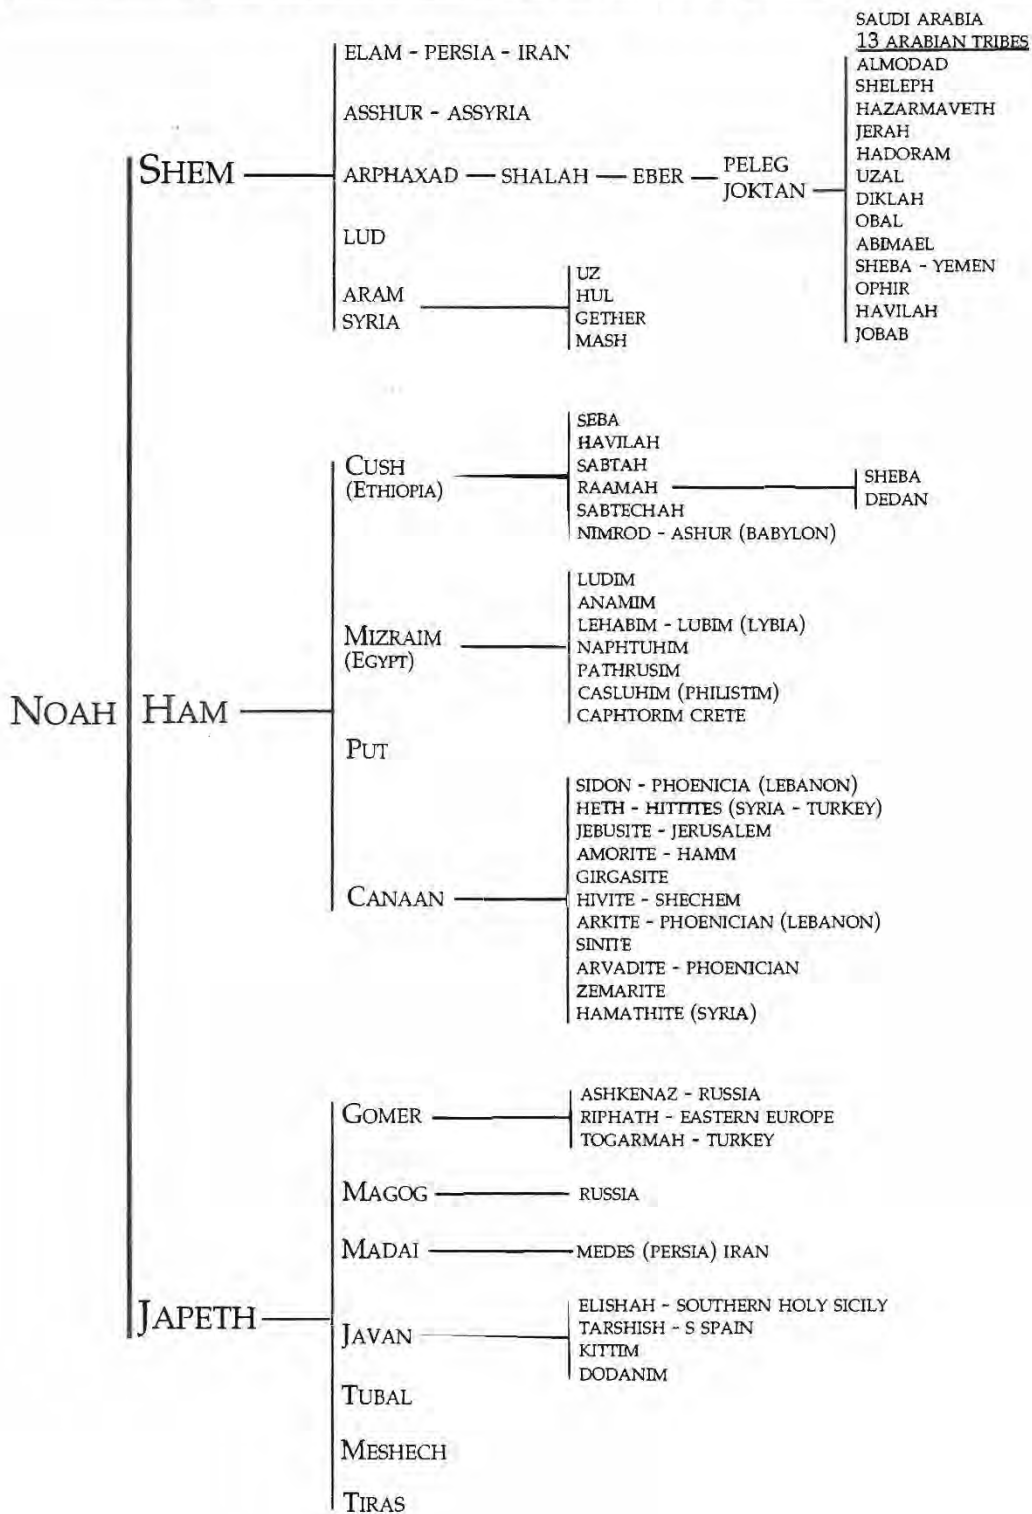 SAUDI ARABIA
13 ARABIAN TRIBES
ELAM - PERSIA - IRAN
ASSHUR - ASSYRIA
SHEM
ARPHAXAD
SHALAH
EBER
PELEG
JOKTAN
ALMODAD
SHELEPH
HAZARMAVETH
JERAH
HADORAM
UZAL
DIKLAH
OBAL
ABIMAEL
SHEBA - YEMEN
OPHIR
HAVILAH
JOBAB
LUD
ARAM
SYRIA
UZ
HUL
GETHER
MASH
NOAH
HAM
CUSH
(ETHIOPIA)
SEBA
HAVILAH
SABTAH
RAAMAH
SABTECHAH
NIMROD - ASHUR (BABYLON)
SHEBA
DEDAN
MIZRAIM
(EGYPT)
LUDIM
ANAMIM
LEHABIM - LUBIM (LYBIA)
NAPHTUHIM
PATHRUSIM
CASLUHIM (PHILISTIM)
CAPHTORIM CRETE
PUT
CANAAN
SIDON - PHOENICIA (LEBANON)
HETH - HITTITES (SYRIA - TURKEY)
JEBUSITE - JERUSALEM
AMORITE - HAMM
GIRGASITE
HIVITE - SHECHEM
ARKITE - PHOENICIAN (LEBANON)
SINITE
ARVADITE - PHOENICIAN
ZEMARITE
HAMATHITE (SYRIA)
JAPETH
GOMER
ASHKENAZ - RUSSIA
RIPHATH - EASTERN EUROPE
TOGARMAH - TURKEY
MAGOG
RUSSIA
MADAI
MEDES (PERSIA) IRAN
JAVAN
ELISHAH - SOUTHERN HOLY SICILY
TARSHISH - S SPAIN
KITTIM
DODANIM
TUBAL
MESHECH
TIRAS